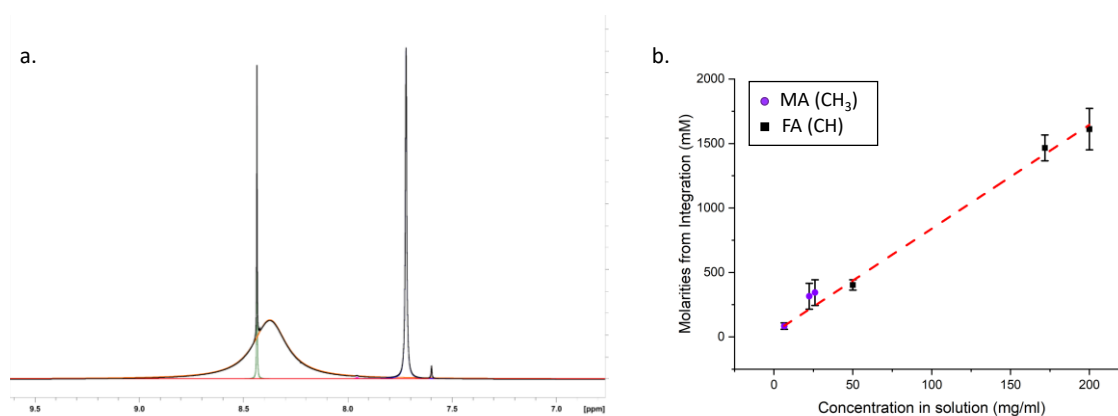 a.
9.5 9.0 8.5 8.0 7.5 7.0 [ppm]
b.
MA (CH₃)
FA (CH)
Molarities from Integration (mM)
2000
1500
1000
500
0
0 50 100 150 200
Concentration in solution (mg/ml)